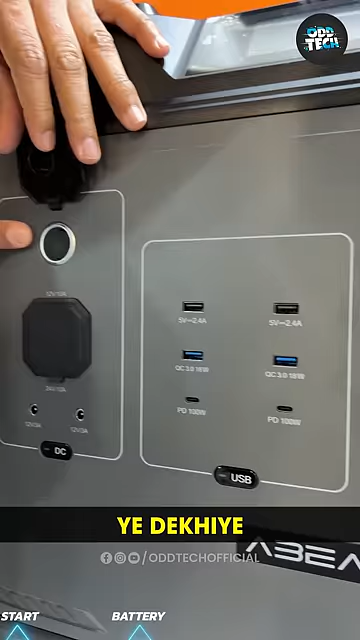 ODD
TECH
12V/10A
5V⎓2.4A
5V⎓2.4A
QC 3.0 18W
QC 3.0 18W
PD 100W
PD 100W
24V/10A
12V/3A
12V/3A
DC
USB
YE DEKHIYE
/ODDTECHOFFICIAL
ABEA
START
BATTERY